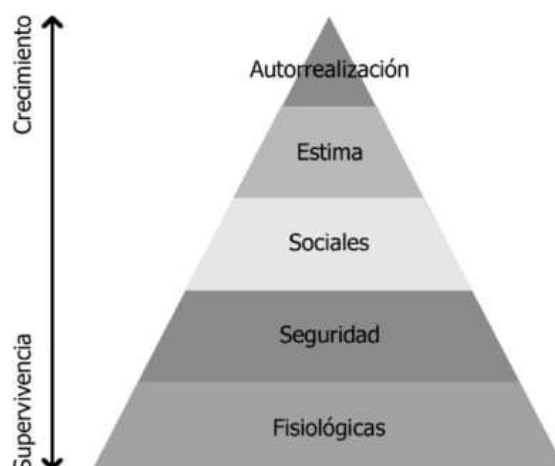 Crecimiento
Supervivencia
Autorrealización
Estima
Sociales
Seguridad
Fisiológicas